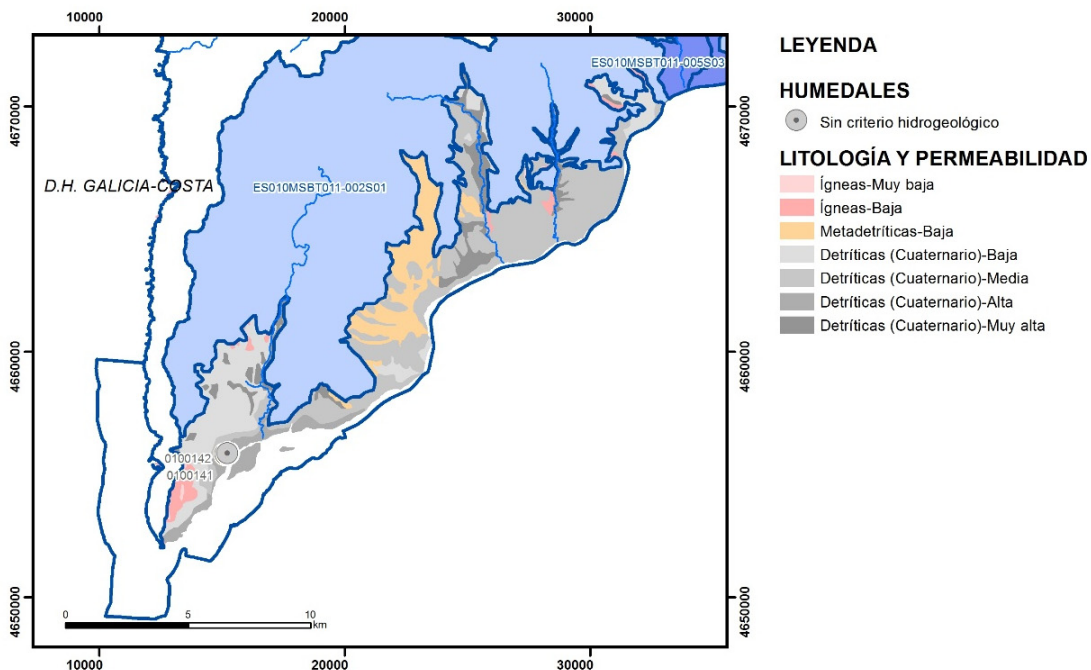 10000 20000 30000
LEYENDA
ES010MSBT011-005S03
HUMEDALES
4670000 4670000
Sin criterio hidrogeológico
LITOLOGÍA Y PERMEABILIDAD
D.H. GALICIA-COSTA ES010MSBT011-002S01
Ígneas-Muy baja
Ígneas-Baja
Metadetríticas-Baja
Detríticas (Cuaternario)-Baja
Detríticas (Cuaternario)-Media
Detríticas (Cuaternario)-Alta
Detríticas (Cuaternario)-Muy alta
4660000 4660000
0100142
0100141
4650000 4650000
0 5 10
km
10000 20000 30000